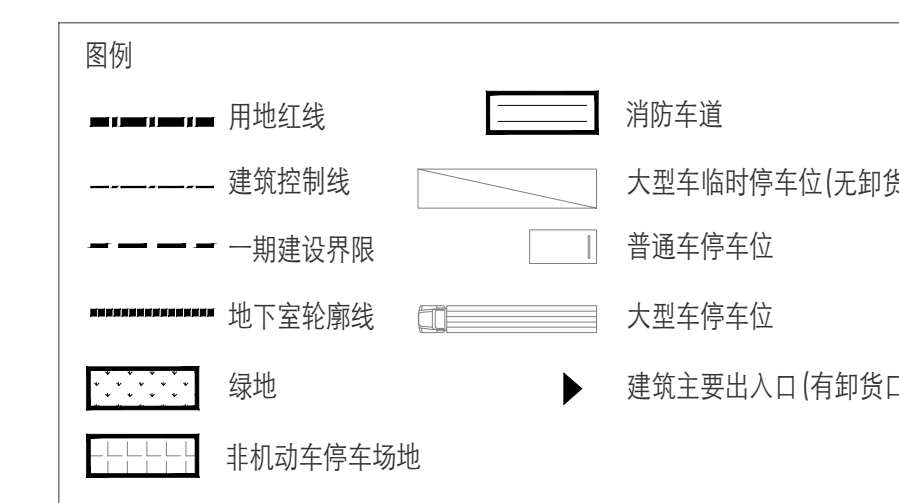 图例
用地红线
建筑控制线
一期建设界限
地下室轮廓线
绿地
非机动车停车场地
消防车道
大型车临时停车位(无卸货
普通车停车位
大型车停车位
建筑主要出入口(有卸货口